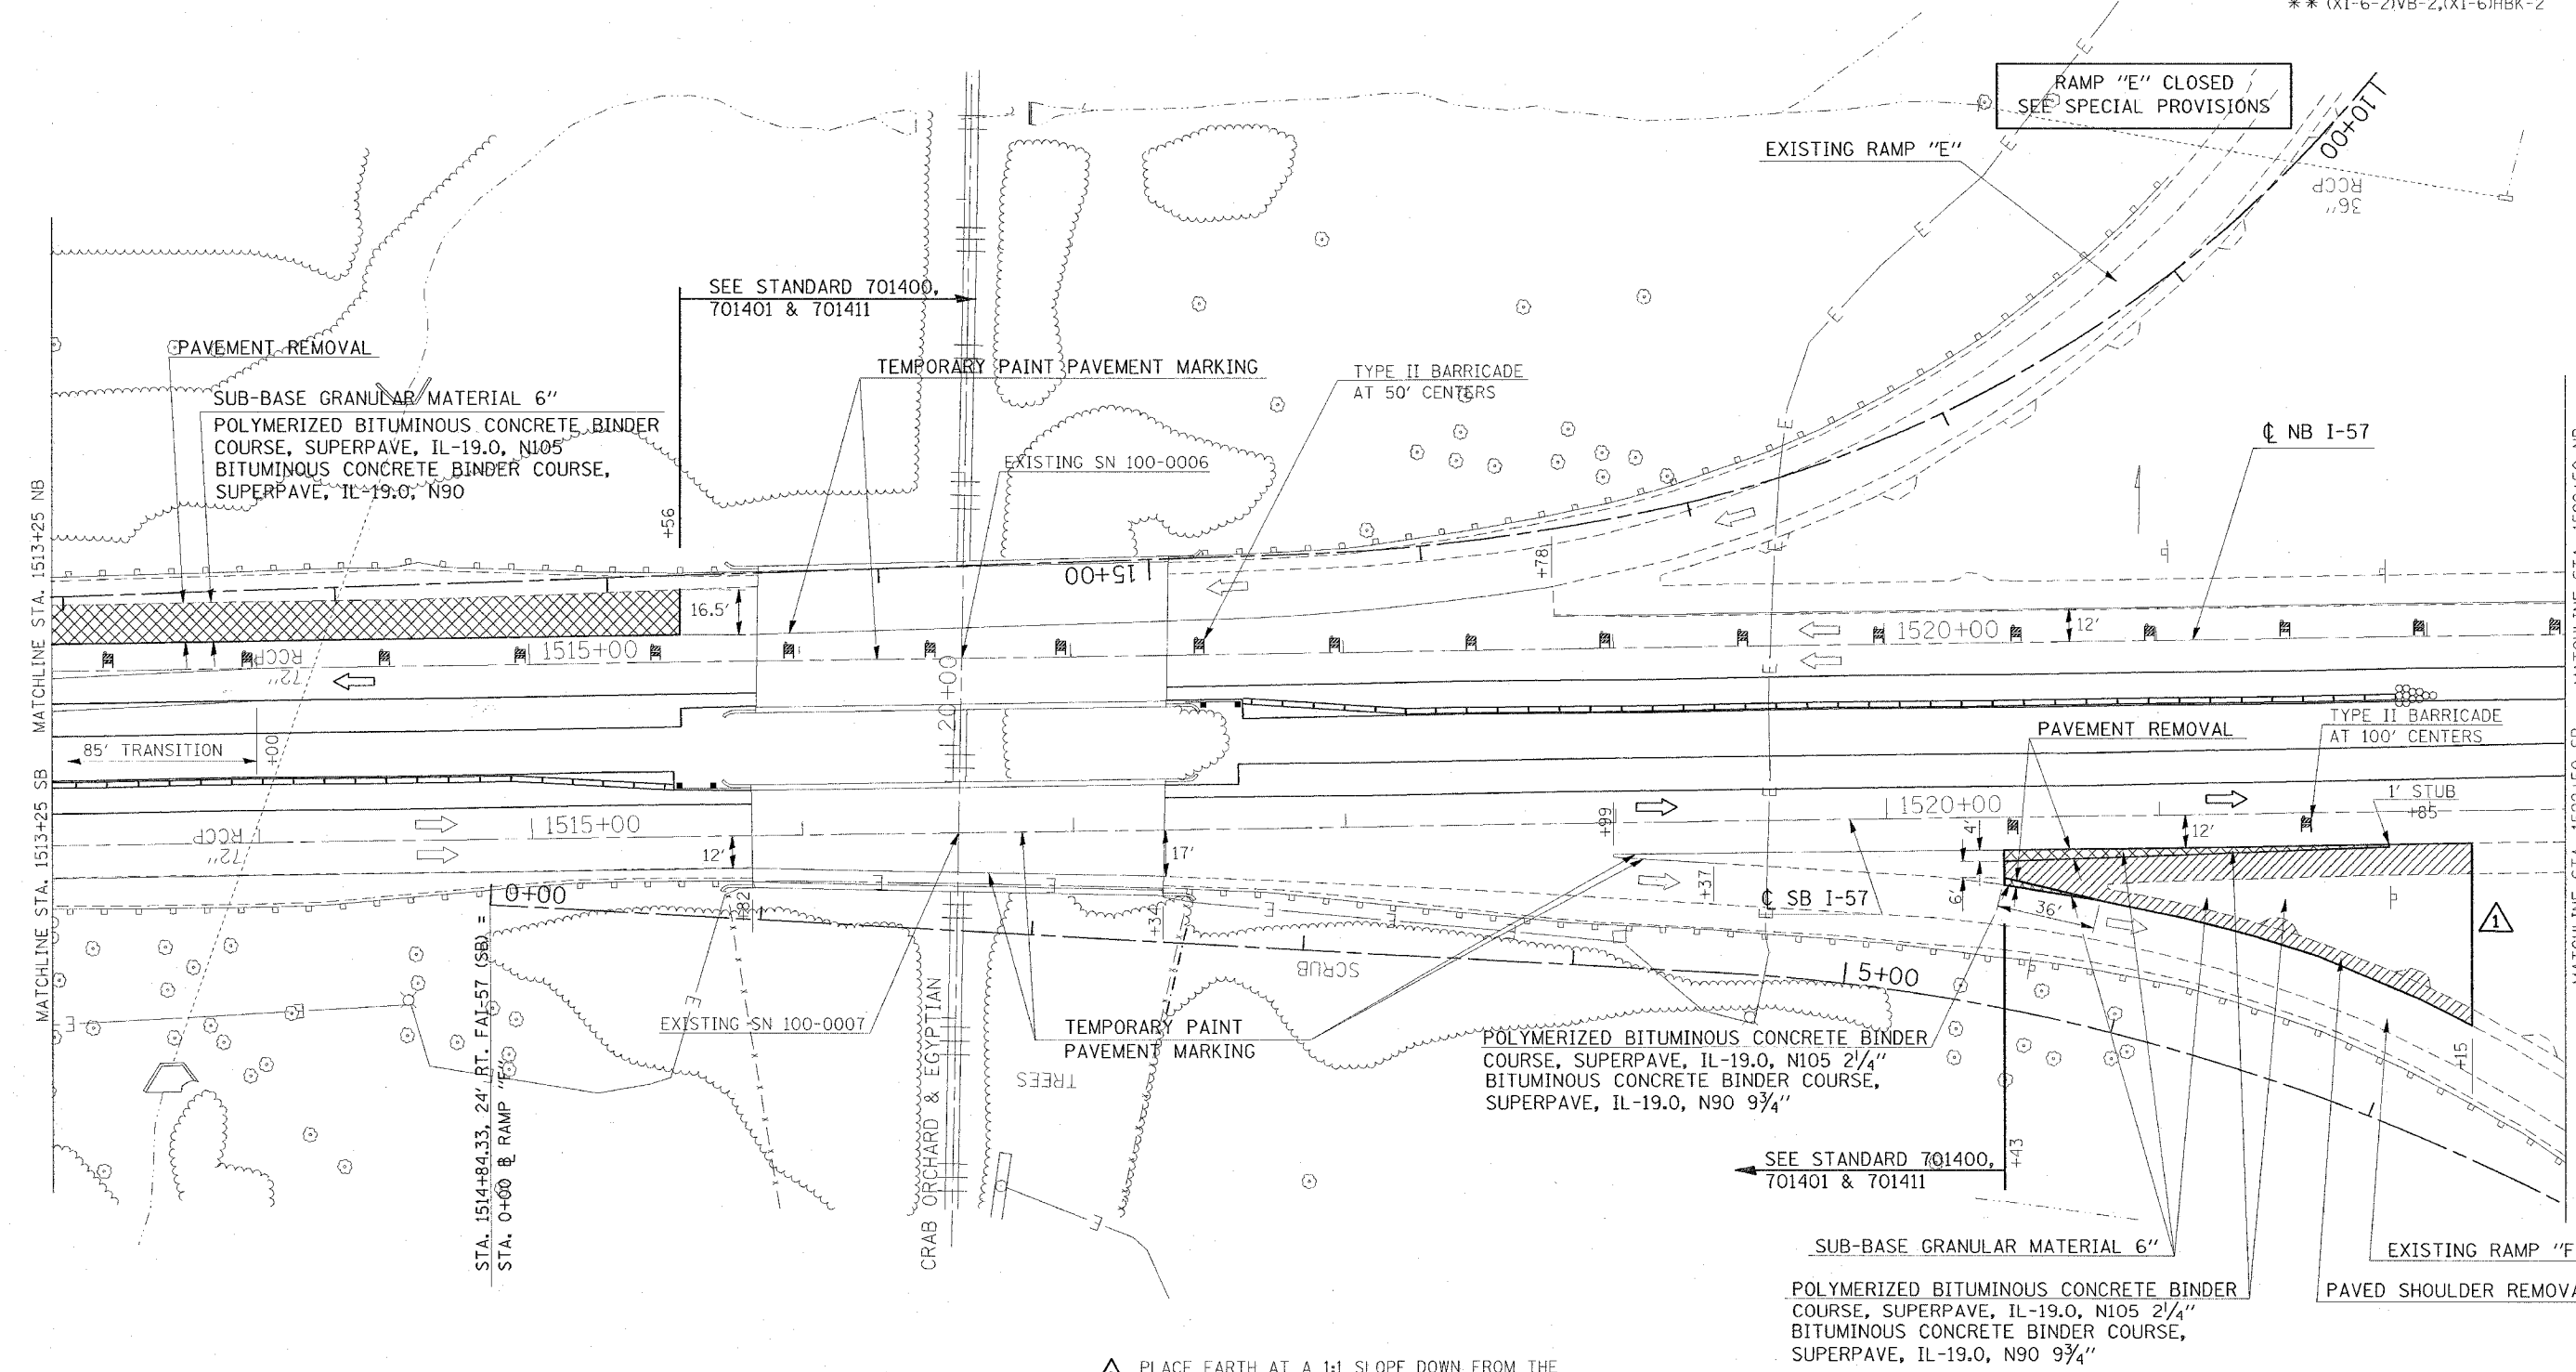 ** (X1-6-2)VB-2,(X1-6)HBK-2
RAMP "E" CLOSED
SEE SPECIAL PROVISIONS
110+00
EXISTING RAMP "E"
36"
RCCP
SEE STANDARD 701400,
701401 & 701411
PAVEMENT REMOVAL
TEMPORARY PAINT PAVEMENT MARKING
TYPE II BARRICADE
AT 50' CENTERS
SUB-BASE GRANULAR MATERIAL 6"
POLYMERIZED BITUMINOUS CONCRETE BINDER
COURSE, SUPERPAVE, IL-19.0, N105
BITUMINOUS CONCRETE BINDER COURSE,
SUPERPAVE, IL-19.0, N90
℄ NB I-57
EXISTING SN 100-0006
+56
+78
115+00
MATCHLINE STA. 1513+25 NB
16.5'
1515+00
72"
RCCP
1520+00
12'
120+00
85' TRANSITION
+00
PAVEMENT REMOVAL
TYPE II BARRICADE
AT 100' CENTERS
MATCHLINE STA. 1513+25 SB
1515+00
72"
RCCP
12'
17'
+99
1520+00
4'
12'
1' STUB
+85
0+00
+82
+34
+37
℄ SB I-57
6'
36'
1
E
SCRUB
5+00
STA. 1514+84.33, 24' RT. FAI-57 (SB) =
STA. 0+00 ℄ RAMP "F"
EXISTING SN 100-0007
CRAB ORCHARD & EGYPTIAN
TEMPORARY PAINT
PAVEMENT MARKING
TREES
POLYMERIZED BITUMINOUS CONCRETE BINDER
COURSE, SUPERPAVE, IL-19.0, N105 2¼"
BITUMINOUS CONCRETE BINDER COURSE,
SUPERPAVE, IL-19.0, N90 9¾"
+15
+43
SEE STANDARD 701400,
701401 & 701411
SUB-BASE GRANULAR MATERIAL 6"
EXISTING RAMP "F
POLYMERIZED BITUMINOUS CONCRETE BINDER
COURSE, SUPERPAVE, IL-19.0, N105 2¼"
BITUMINOUS CONCRETE BINDER COURSE,
SUPERPAVE, IL-19.0, N90 9¾"
PAVED SHOULDER REMOVA
PLACE EARTH AT A 1:1 SLOPE DOWN FROM THE